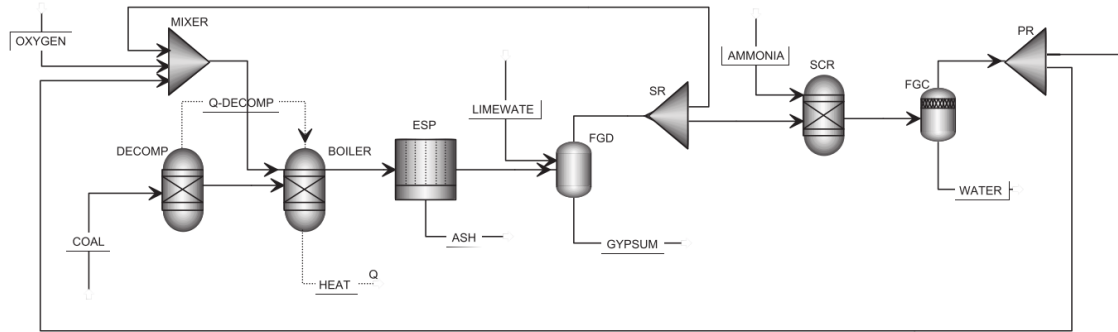 MIXER
OXYGEN
PR
AMMONIA
SCR
FGC
SR
Q-DECOMP
LIMEWATE
ESP
FGD
DECOMP
BOILER
WATER
COAL
ASH
GYPSUM
HEAT
Q